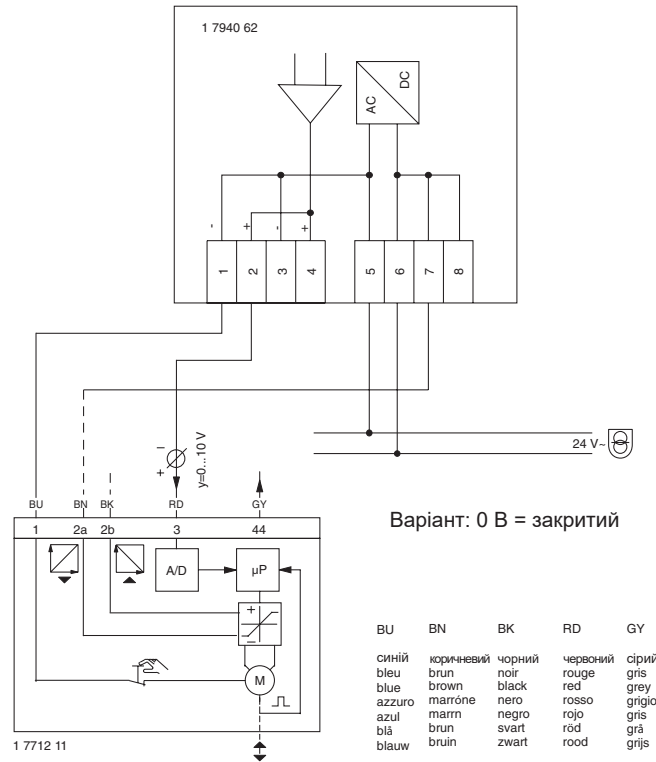 1 7940 62
AC
DC
- + - +
1 2 3 4 5 6 7 8
24 V~
y=0...10 V
+ −
BU BN BK RD GY
1 2a 2b 3 44
Варіант: 0 В = закритий
A/D
µP
+
−
M
1 7712 11
BU BN BK RD GY
синій коричневий чорний червоний сірий
bleu brun noir rouge gris
blue brown black red grey
azzuro marróne nero rosso grigio
azul marrn negro rojo gris
blå brun svart röd grå
blauw bruin zwart rood grijs